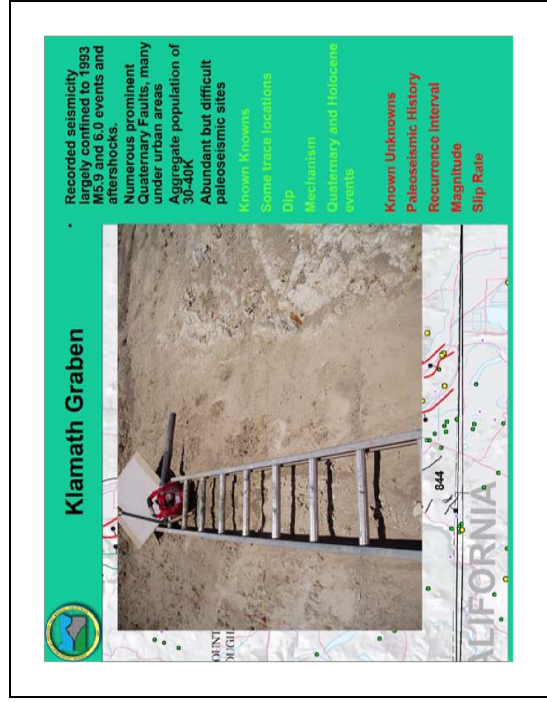 Klamath Graben
• Recorded seismicity
largely confined to 1993
M5.9 and 6.0 events and
aftershocks.
Numerous prominent
Quaternary Faults, many
under urban areas
Aggregate population of
30-40K
Abundant but difficult
paleoseismic sites
Known Knowns
Some trace locations
Dip
Mechanism
Quaternary and Holocene
events
Known Unknowns
Paleoseismic History
Recurrence Interval
Magnitude
Slip Rate
844
ALIFORNIA